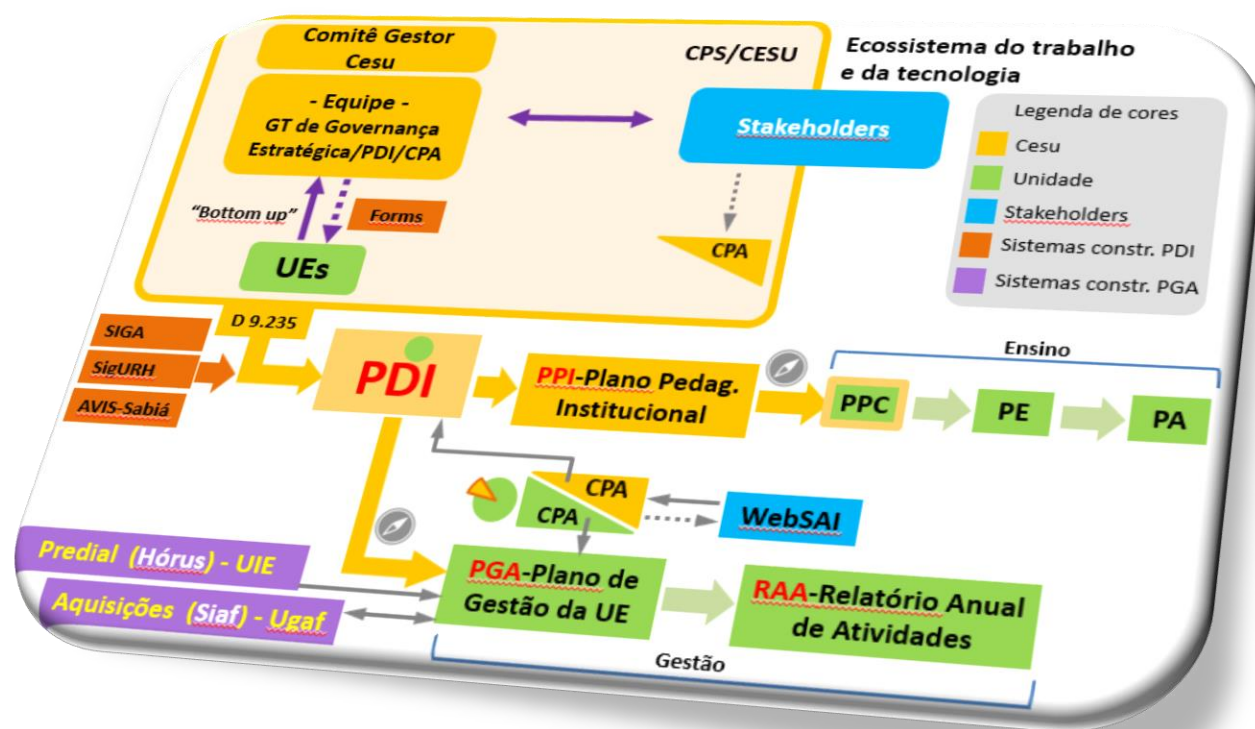 Comitê Gestor
Cesu
CPS/CESU
Ecossistema do trabalho
e da tecnologia
- Equipe -
GT de Governança
Estratégica/PDI/CPA
Stakeholders
Legenda de cores
Cesu
Unidade
Stakeholders
Sistemas constr. PDI
Sistemas constr. PGA
“Bottom up”
Forms
CPA
UEs
D 9.235
SIGA
SigURH
AVIS-Sabiá
PDI
PPI-Plano Pedag.
Institucional
Ensino
PPC
PE
PA
CPA
CPA
WebSAI
Predial (Hórus) - UIE
Aquisições (Siaf) - Ugaf
PGA-Plano de
Gestão da UE
RAA-Relatório Anual
de Atividades
Gestão